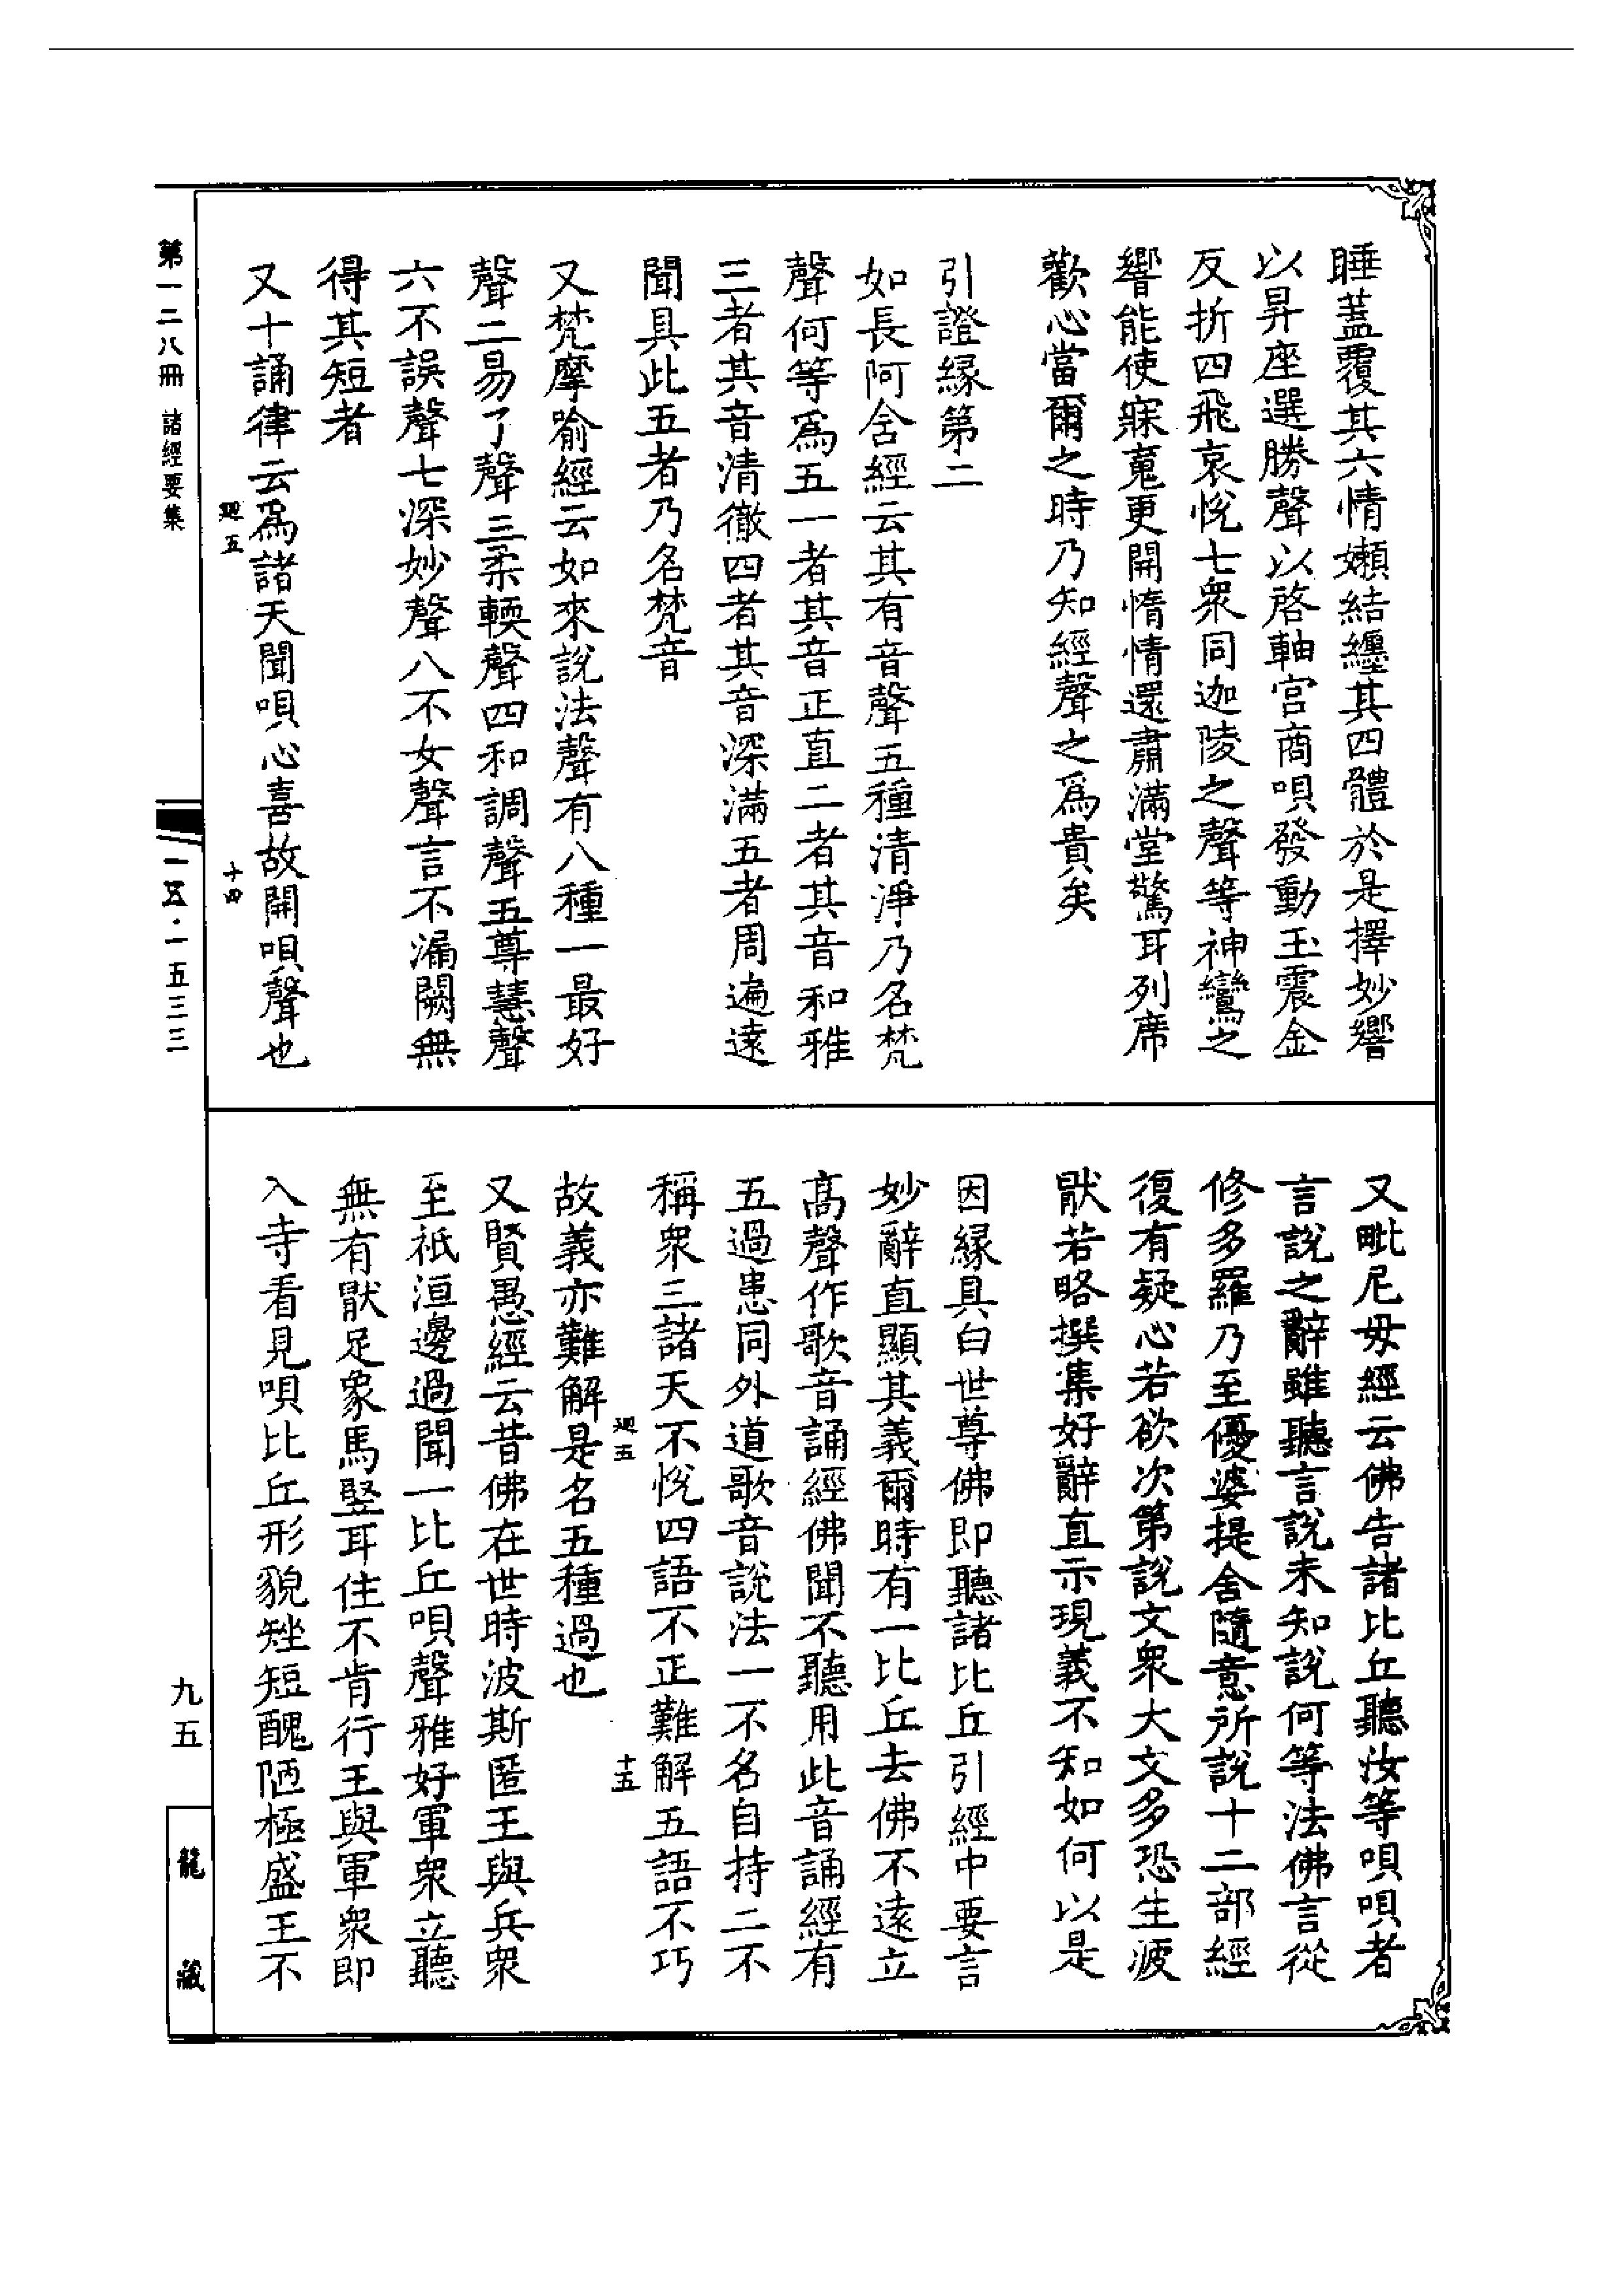 睡蓋覆其六情嬾結纏其四體於是擇妙響
以昇座選勝聲以啓軸宮商唄發動玉震金
反折四飛哀悅七衆同迦陵之聲等神鸞之
響能使寐䰟更開惰情還肅滿堂驚耳列席
歡心當爾之時乃知經聲之爲貴矣
引證緣第二
如長阿含經云其有音聲五種清淨乃名梵
聲何等爲五一者其音正直二者其音和雅
三者其音清徹四者其音深滿五者周遍遠
聞具此五者乃名梵音
又梵摩喻經云如來說法聲有八種一最好
聲二易了聲三柔輭聲四和調聲五尊慧聲
六不誤聲七深妙聲八不女聲言不漏闕無
得其短者
又十誦律云爲諸天聞唄心喜故開唄聲也
又毗尼毋經云佛告諸比丘聽汝等唄唄者
言說之辭雖聽言說未知說何等法佛言從
修多羅乃至優婆提舍隨意所說十二部經
復有疑心若欲次第說文衆大文多恐生疲
猒若略撰集好辭直示現義不知如何以是
因緣具白世尊佛即聽諸比丘引經中要言
妙辭直顯其義爾時有一比丘去佛不遠立
高聲作歌音誦經佛聞不聽用此音誦經有
五過患同外道歌音說法一不名自持二不
稱衆三諸天不悅四語不正難解五語不巧
故義亦難解是名五種過也
又賢愚經云昔佛在世時波斯匿王與兵衆
至祇洹邊過聞一比丘唄聲雅好軍衆立聽
無有猒足象馬竪耳住不肯行王與軍衆即
入寺看見唄比丘形貌矬短醜陋極盛王不
第一二八冊 諸經要集
一五·一五三三
九五
龍藏
迴五
十四
迴五
十五